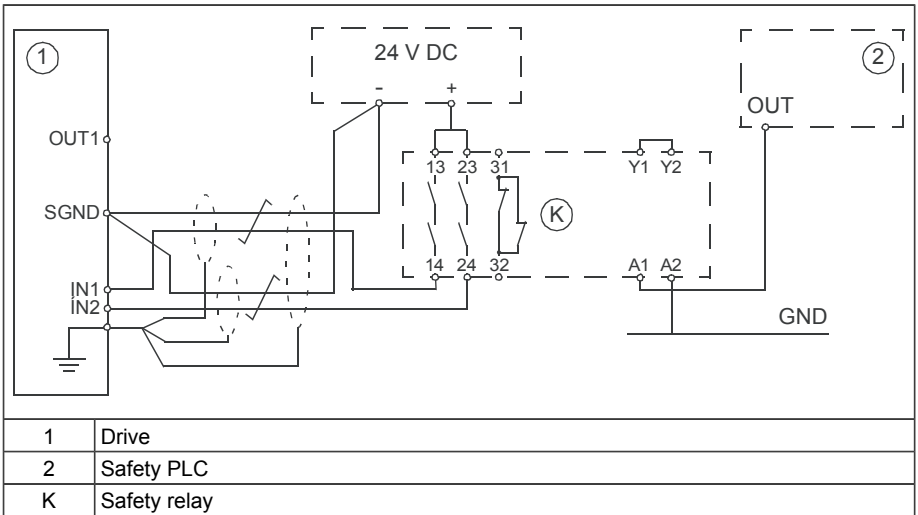 1
24 V DC
2
- +
OUT
OUT1
13 23 31
Y1 Y2
SGND
K
14 24 32
A1 A2
IN1
IN2
GND
1 Drive
2 Safety PLC
K Safety relay